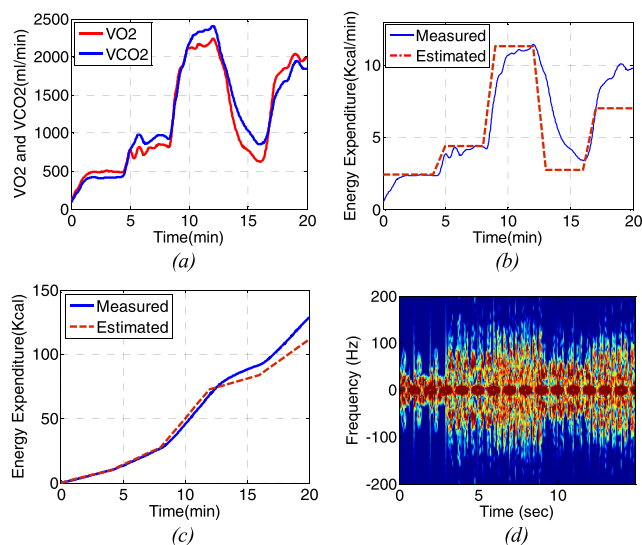 VO2 and VCO2(ml/min)
2500
2000
1500
1000
500
0
VO2
VCO2
0 5 10 15 20
Time(min)
(a)
Energy Expenditure(Kcal/min)
10
5
0
Measured
Estimated
0 5 10 15 20
Time(min)
(b)
Energy Expenditure(Kcal)
150
100
50
0
Measured
Estimated
0 5 10 15 20
Time(min)
(c)
Frequency (Hz)
200
100
0
-100
-200
0 5 10
Time (sec)
(d)